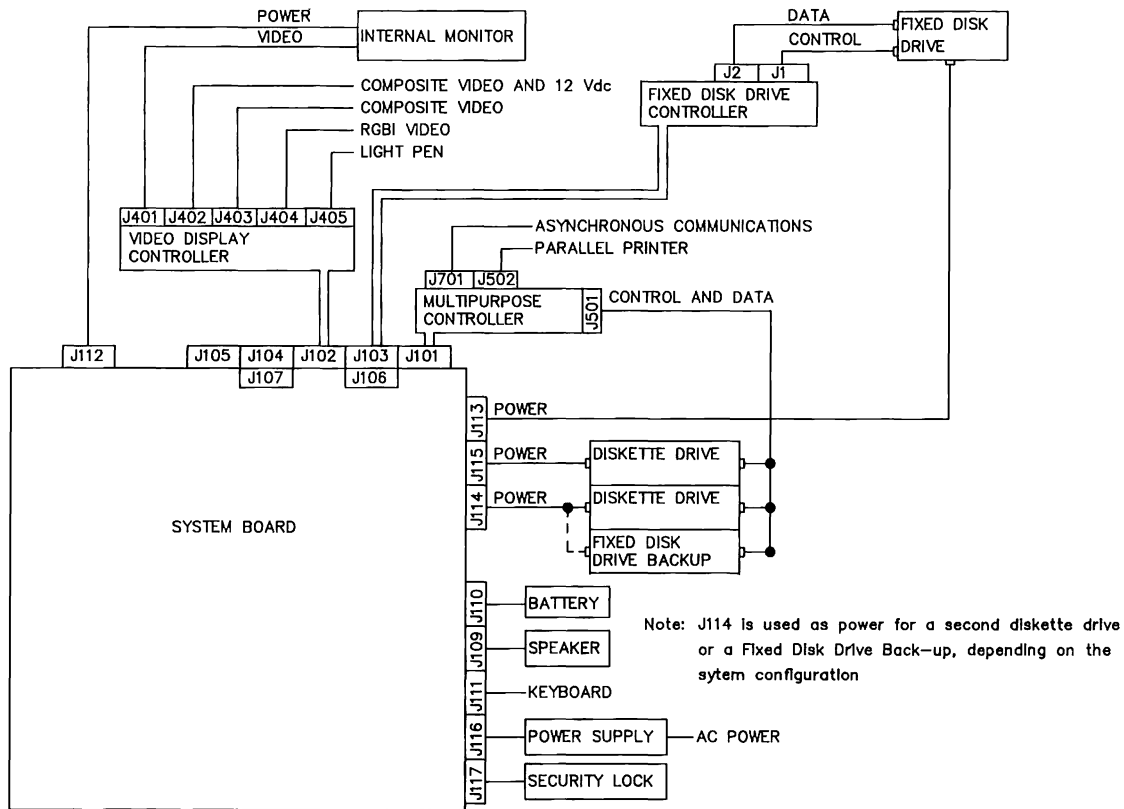 POWER
VIDEO
INTERNAL MONITOR
DATA
CONTROL
FIXED DISK
DRIVE
J2
J1
FIXED DISK DRIVE
CONTROLLER
COMPOSITE VIDEO AND 12 Vdc
COMPOSITE VIDEO
RGBI VIDEO
LIGHT PEN
J401
J402
J403
J404
J405
VIDEO DISPLAY
CONTROLLER
ASYNCHRONOUS COMMUNICATIONS
PARALLEL PRINTER
J701
J502
J501
MULTIPURPOSE
CONTROLLER
CONTROL AND DATA
J112
J105
J104
J102
J103
J101
J107
J106
J113
POWER
J115
POWER
DISKETTE DRIVE
J114
POWER
DISKETTE DRIVE
FIXED DISK
DRIVE BACKUP
SYSTEM BOARD
J110
BATTERY
J109
SPEAKER
J111
KEYBOARD
J116
POWER SUPPLY
AC POWER
J117
SECURITY LOCK
Note: J114 is used as power for a second diskette drive
or a Fixed Disk Drive Back-up, depending on the
sytem configuration